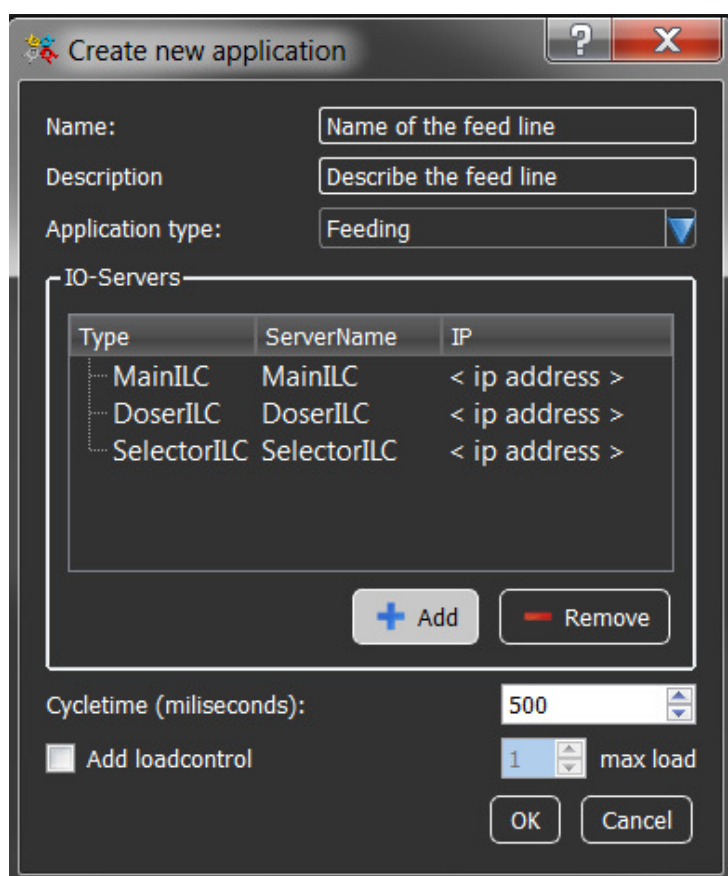 Create new application ? X
Name: Name of the feed line
Description Describe the feed line
Application type: Feeding
IO-Servers
Type ServerName IP
MainILC MainILC < ip address >
DoserILC DoserILC < ip address >
SelectorILC SelectorILC < ip address >
Add Remove
Cycletime (miliseconds): 500
Add loadcontrol 1 max load
OK Cancel